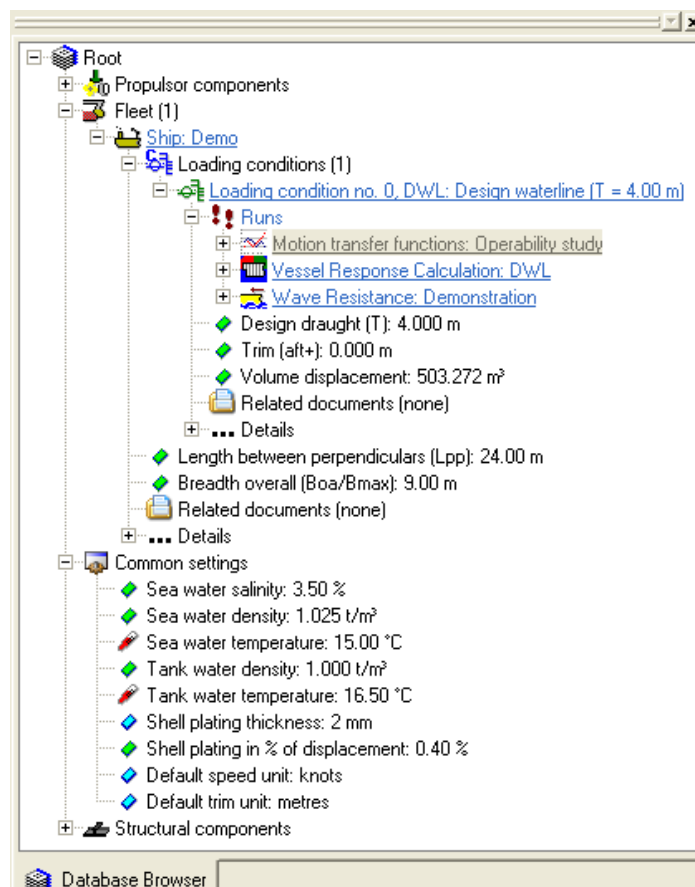 Root
Propulsor components
Fleet (1)
Ship: Demo
Loading conditions (1)
Loading condition no. 0, DWL: Design waterline (T = 4.00 m)
Runs
Motion transfer functions: Operability study
Vessel Response Calculation: DWL
Wave Resistance: Demonstration
Design draught (T): 4.000 m
Trim (aft+): 0.000 m
Volume displacement: 503.272 m³
Related documents (none)
... Details
Length between perpendiculars (Lpp): 24.00 m
Breadth overall (Boa/Bmax): 9.00 m
Related documents (none)
... Details
Common settings
Sea water salinity: 3.50 %
Sea water density: 1.025 t/m³
Sea water temperature: 15.00 °C
Tank water density: 1.000 t/m³
Tank water temperature: 16.50 °C
Shell plating thickness: 2 mm
Shell plating in % of displacement: 0.40 %
Default speed unit: knots
Default trim unit: metres
Structural components
Database Browser